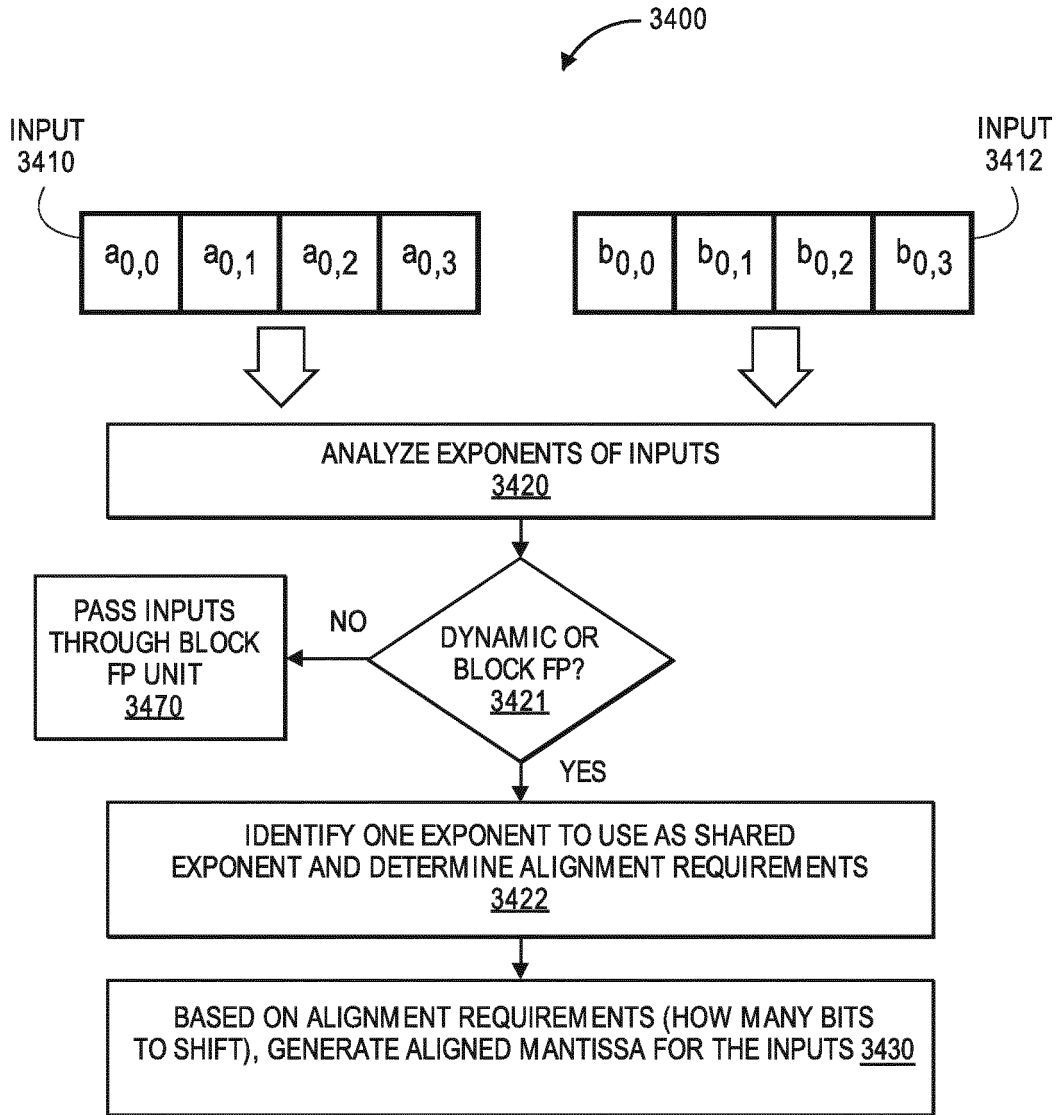 3400
INPUT
3410
INPUT
3412
a0,0 a0,1 a0,2 a0,3
b0,0 b0,1 b0,2 b0,3
ANALYZE EXPONENTS OF INPUTS
3420
PASS INPUTS
THROUGH BLOCK
FP UNIT
3470
NO
DYNAMIC OR
BLOCK FP?
3421
YES
IDENTIFY ONE EXPONENT TO USE AS SHARED
EXPONENT AND DETERMINE ALIGNMENT REQUIREMENTS
3422
BASED ON ALIGNMENT REQUIREMENTS (HOW MANY BITS
TO SHIFT), GENERATE ALIGNED MANTISSA FOR THE INPUTS 3430